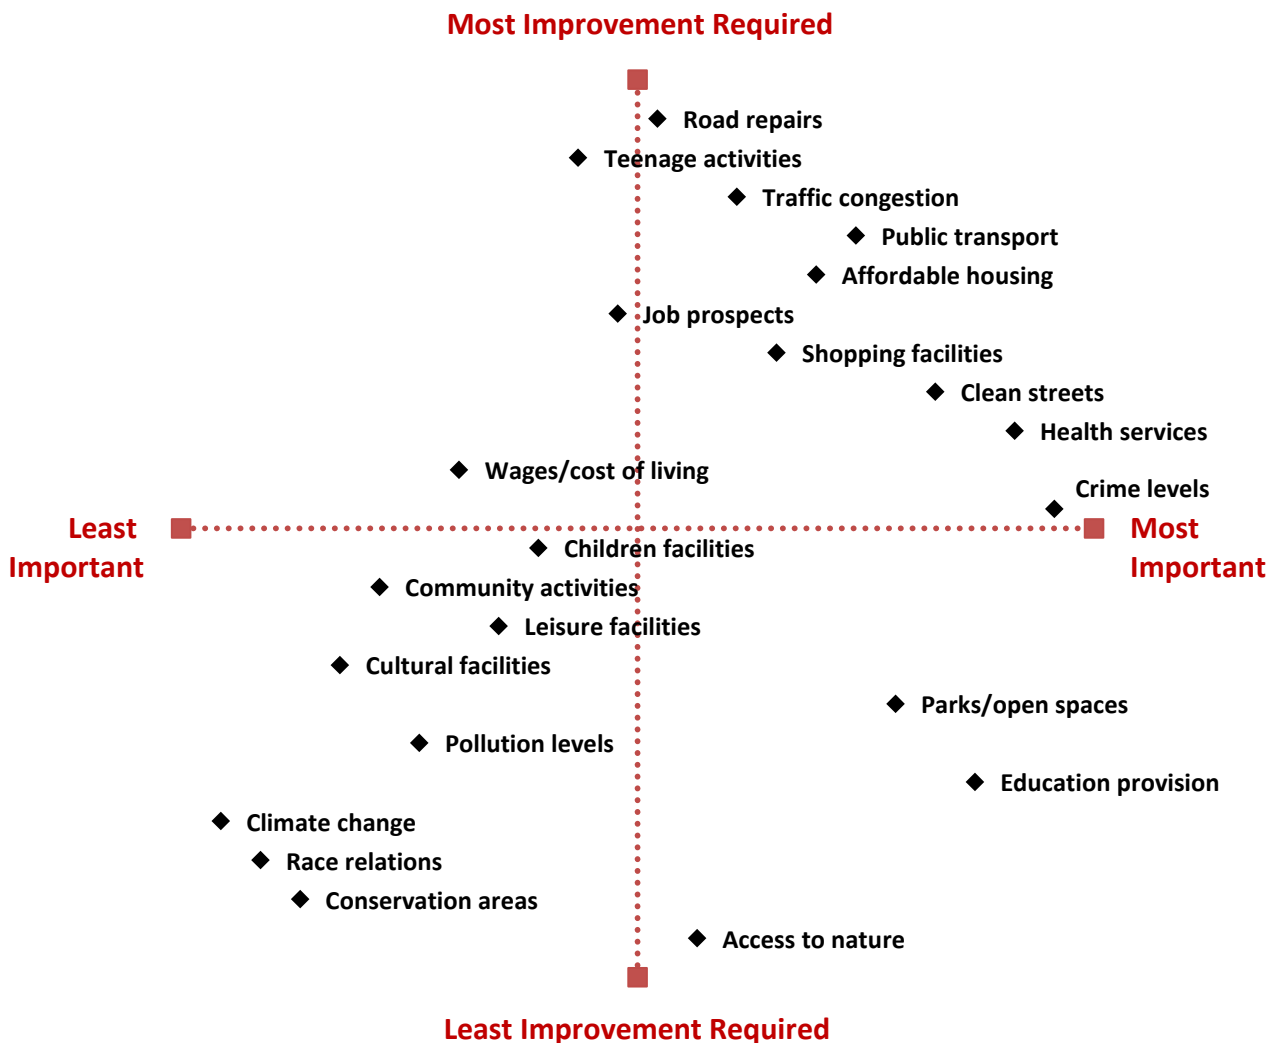 Most Improvement Required
Road repairs
Teenage activities
Traffic congestion
Public transport
Affordable housing
Job prospects
Shopping facilities
Clean streets
Health services
Wages/cost of living
Crime levels
Least
Important
Most
Important
Children facilities
Community activities
Leisure facilities
Cultural facilities
Parks/open spaces
Pollution levels
Education provision
Climate change
Race relations
Conservation areas
Access to nature
Least Improvement Required